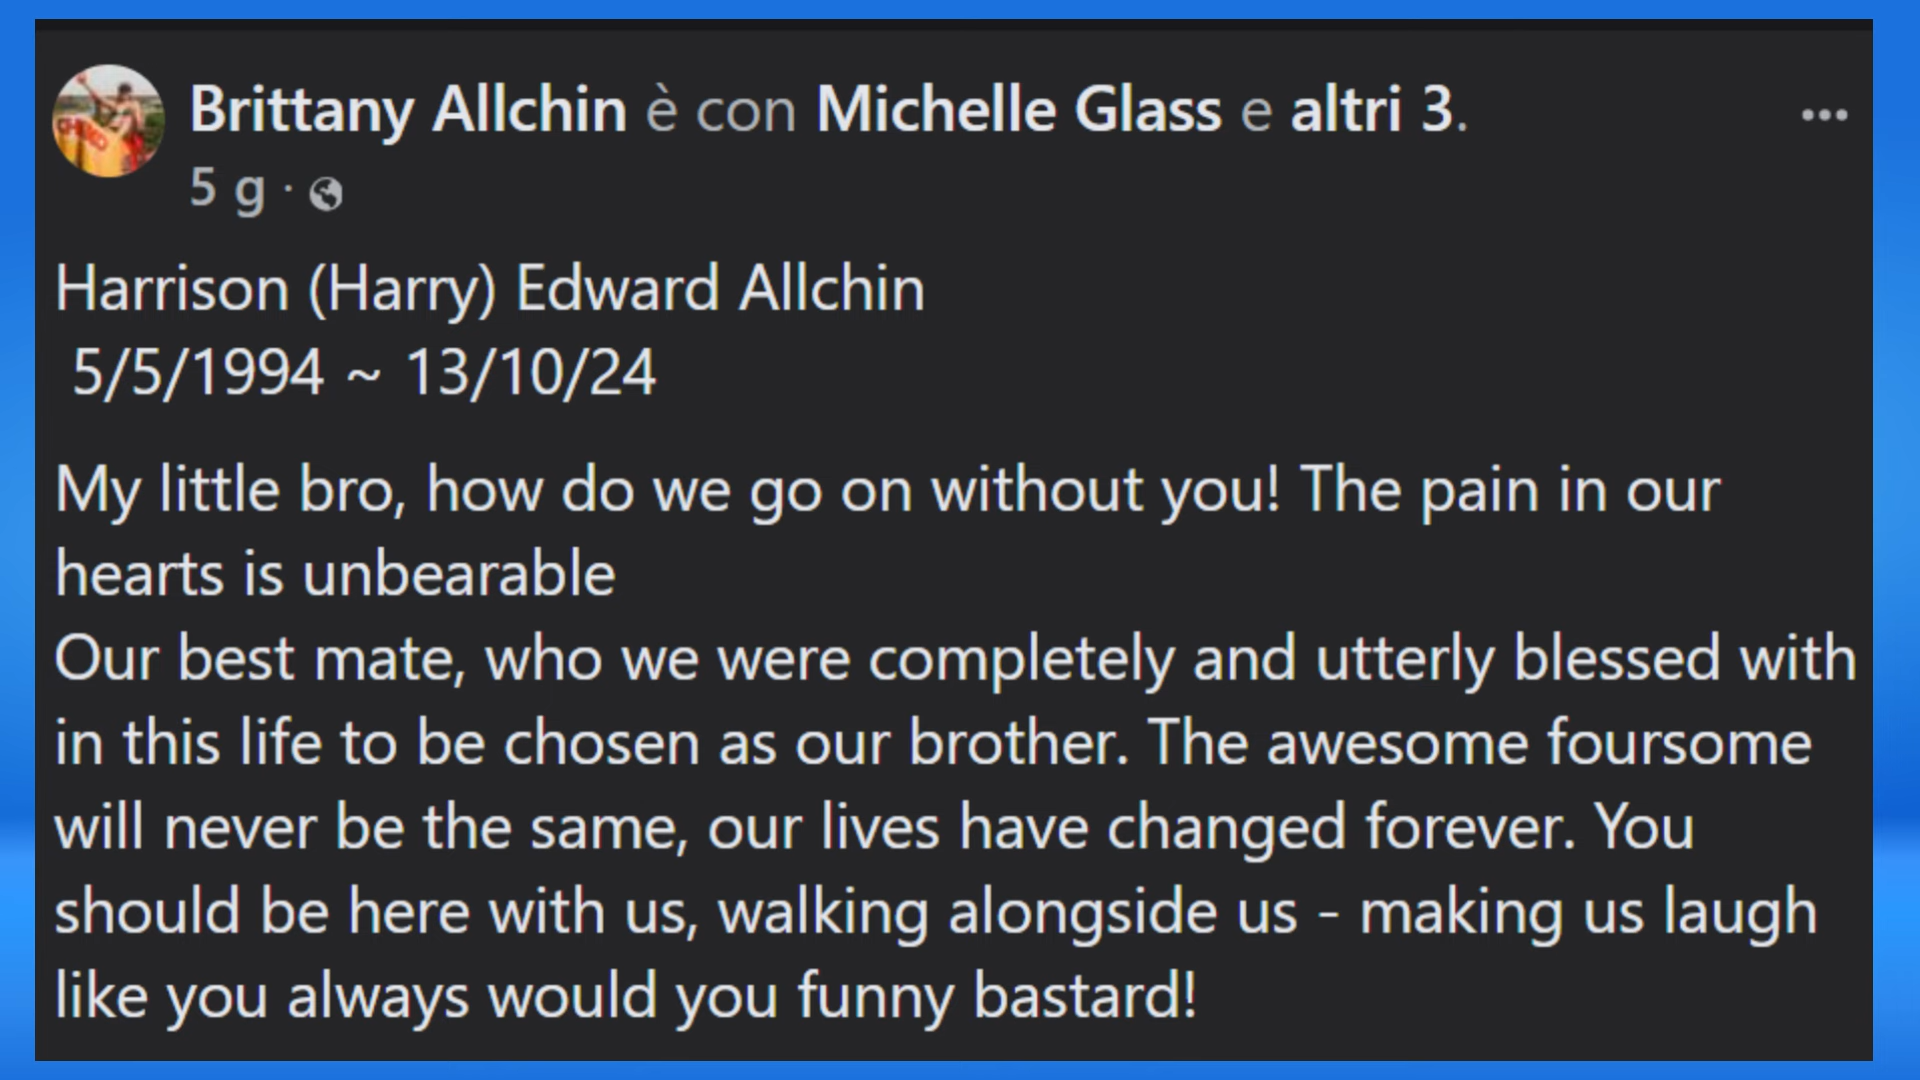 Brittany Allchin è con Michelle Glass e altri 3.
5 g ·
Harrison (Harry) Edward Allchin
5/5/1994 ~ 13/10/24
My little bro, how do we go on without you! The pain in our
hearts is unbearable
Our best mate, who we were completely and utterly blessed with
in this life to be chosen as our brother. The awesome foursome
will never be the same, our lives have changed forever. You
should be here with us, walking alongside us - making us laugh
like you always would you funny bastard!